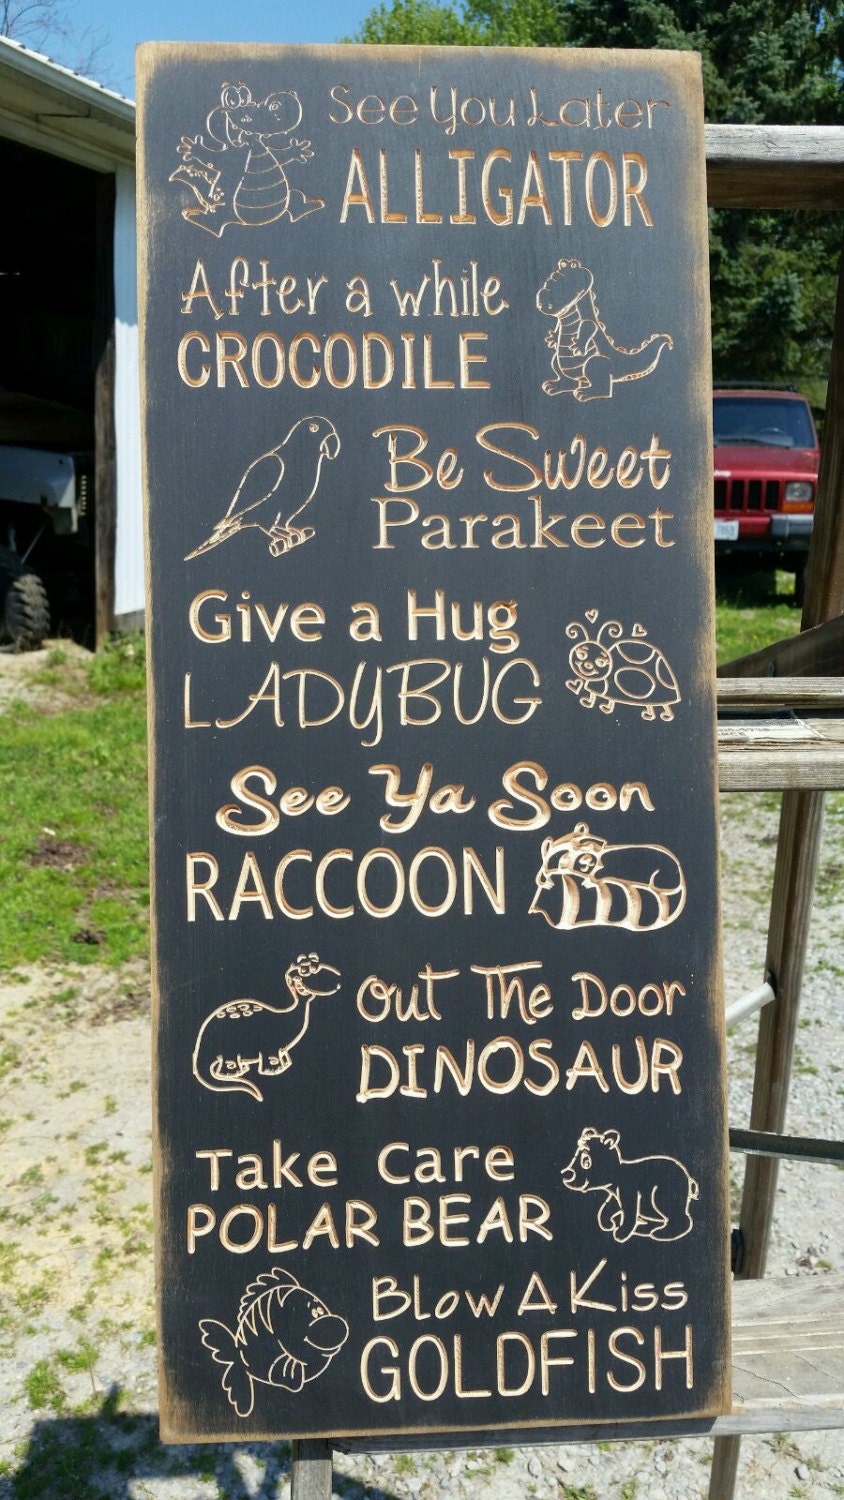 See You Later
ALLIGATOR
After a while
CROCODILE
Be Sweet
Parakeet
Give a Hug
LADYBUG
See Ya Soon
RACCOON
Out The Door
DINOSAUR
Take Care
POLAR BEAR
Blow A Kiss
GOLDFISH